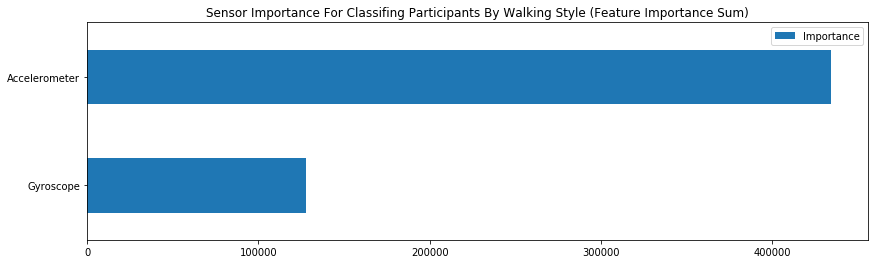 Sensor Importance For Classifing Participants By Walking Style (Feature Importance Sum)
Importance
Accelerometer
Gyroscope
0 100000 200000 300000 400000